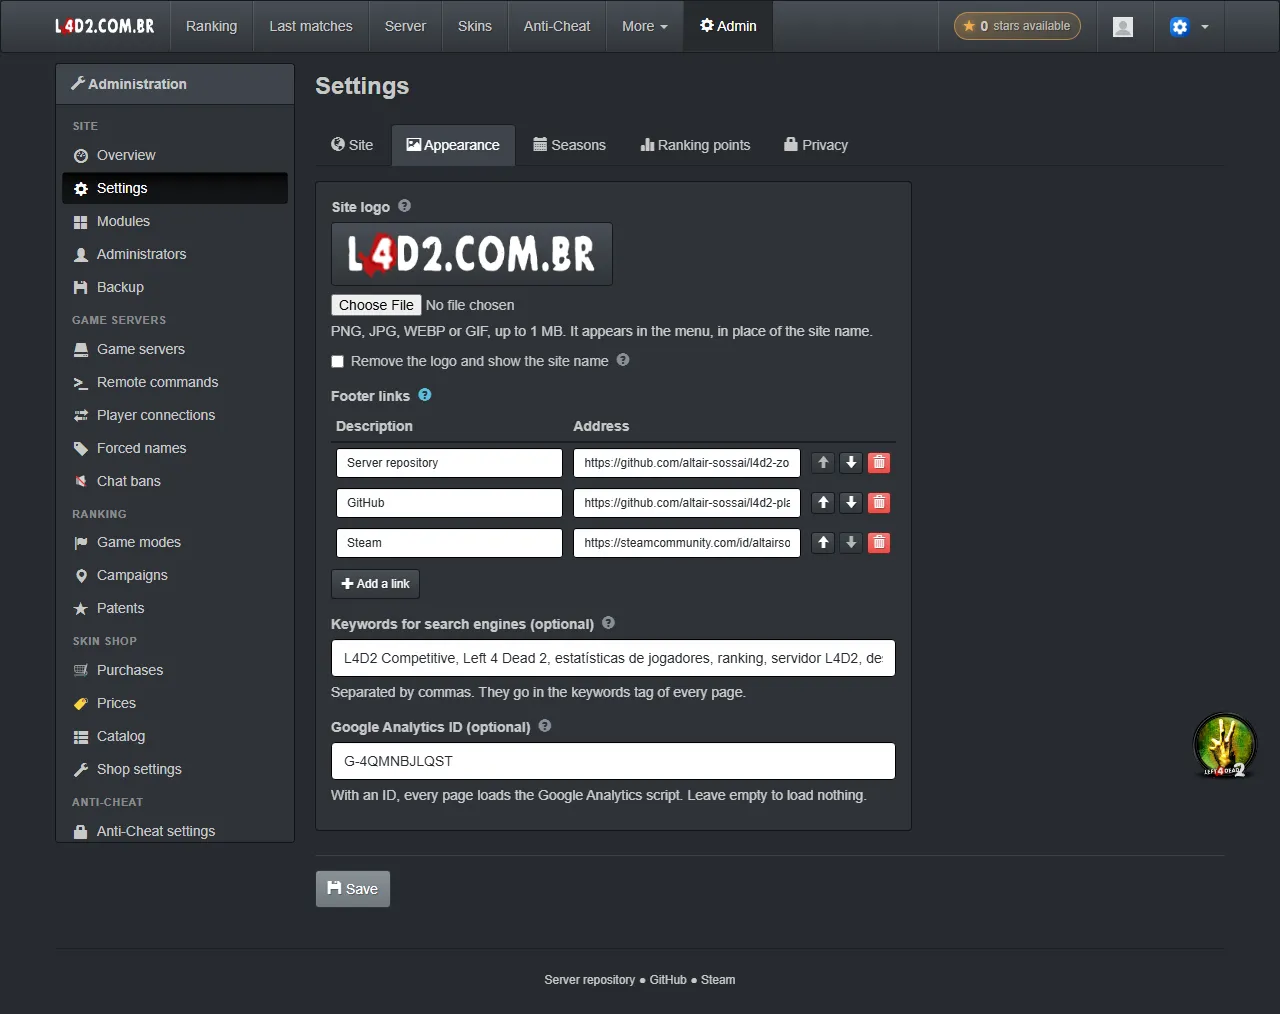 L4D2.COM.BR
Ranking
Last matches
Server
Skins
Anti-Cheat
More
Admin
0 stars available
Administration
SITE
Overview
Settings
Modules
Administrators
Backup
GAME SERVERS
Game servers
Remote commands
Player connections
Forced names
Chat bans
RANKING
Game modes
Campaigns
Patents
SKIN SHOP
Purchases
Prices
Catalog
Shop settings
ANTI-CHEAT
Anti-Cheat settings
Settings
Site
Appearance
Seasons
Ranking points
Privacy
Site logo
L4D2.COM.BR
Choose File No file chosen
PNG, JPG, WEBP or GIF, up to 1 MB. It appears in the menu, in place of the site name.
Remove the logo and show the site name
Footer links
Description Address
Server repository https://github.com/altair-sossai/l4d2-zo
GitHub https://github.com/altair-sossai/l4d2-pla
Steam https://steamcommunity.com/id/altairso
Add a link
Keywords for search engines (optional)
L4D2 Competitive, Left 4 Dead 2, estatísticas de jogadores, ranking, servidor L4D2, de
Separated by commas. They go in the keywords tag of every page.
Google Analytics ID (optional)
G-4QMNBJLQST
With an ID, every page loads the Google Analytics script. Leave empty to load nothing.
LEFT 4 DEAD 2
Save
Server repository ● GitHub ● Steam